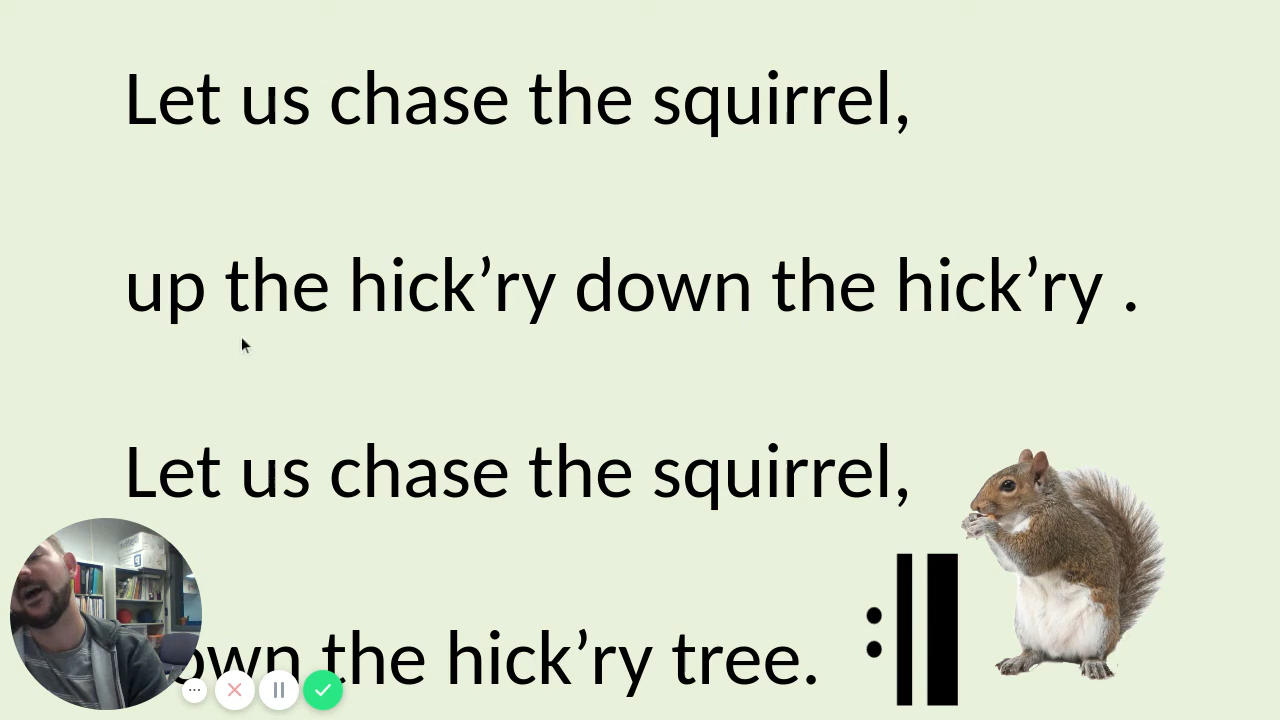 Let us chase the squirrel,
up the hick’ry down the hick’ry .
Let us chase the squirrel,
the hick’ry tree.